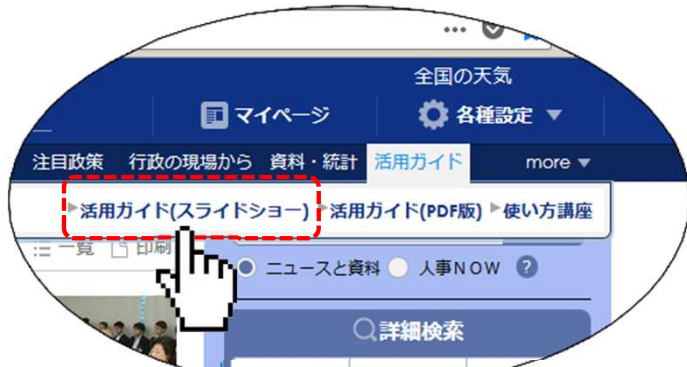 全国の天気
マイページ 各種設定 ▼
注目政策 行政の現場から 資料・統計 活用ガイド more ▼
▶活用ガイド(スライドショー) ▶活用ガイド(PDF版) ▶使い方講座
一覧 印刷
ニュースと資料 人事NOW ?
詳細検索